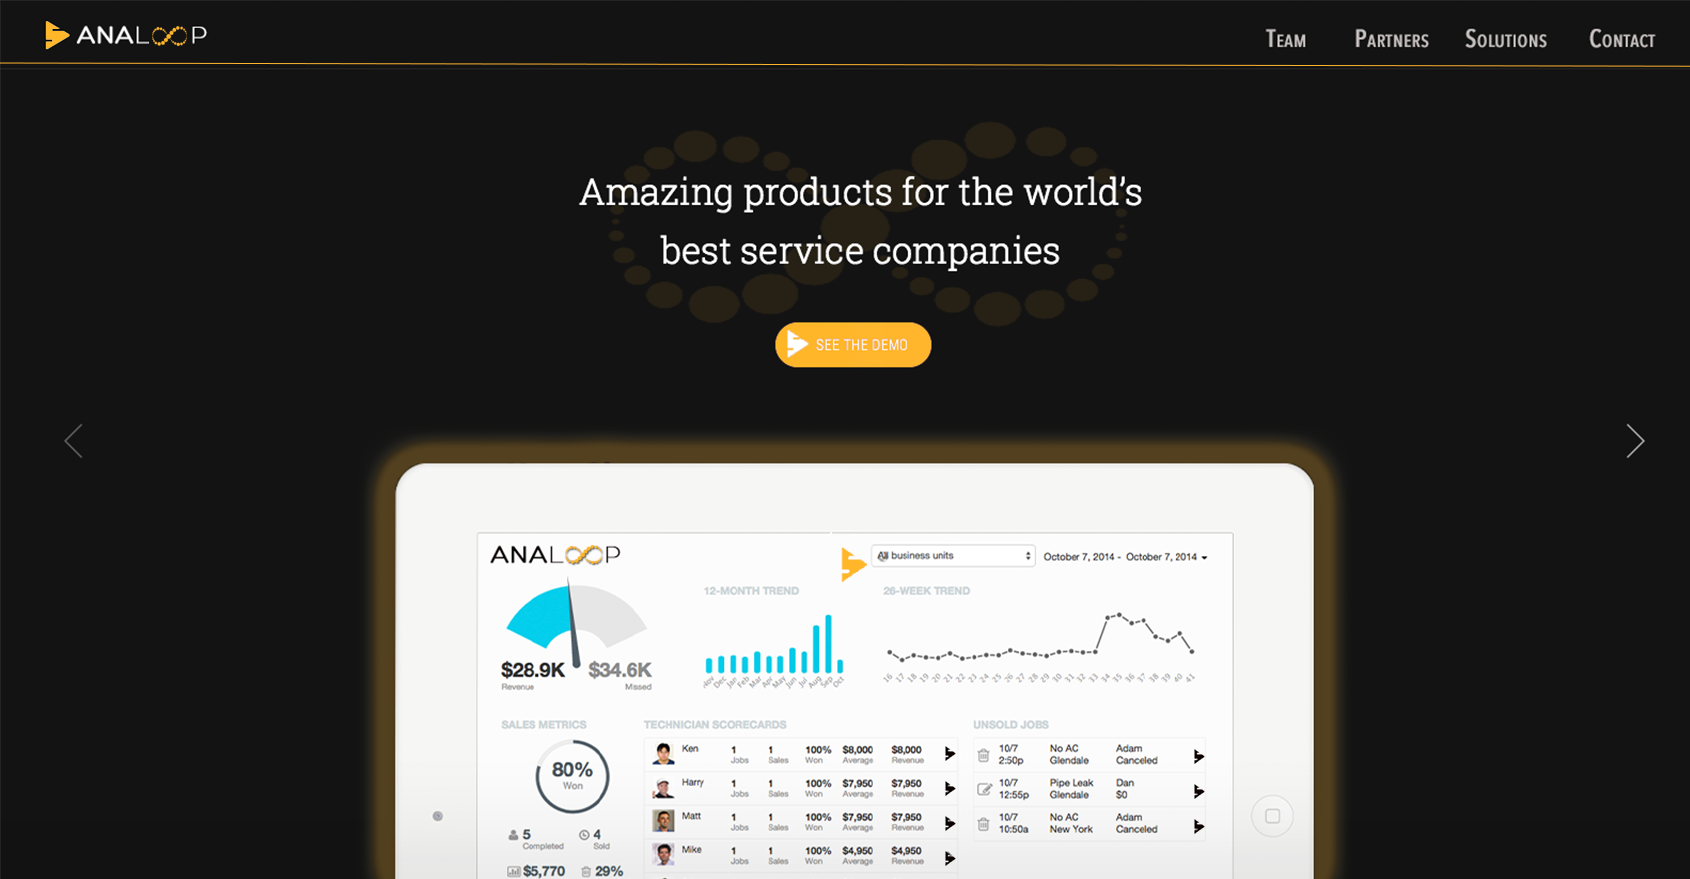 ANALOOP
Team Partners Solutions Contact
Amazing products for the world's
best service companies
SEE THE DEMO
ANALOOP
All business units
October 7, 2014 - October 7, 2014
12-MONTH TREND
26-WEEK TREND
$28.9K
Revenue
$34.6K
Missed
Nov Dec Jan Feb Mar Apr May Jun Jul Aug Sep Oct
16 17 18 19 20 21 22 23 24 25 26 27 28 29 30 31 32 33 34 35 36 37 38 39 40 41
SALES METRICS
80%
Won
5
Completed
4
Sold
$5,770
29%
TECHNICIAN SCORECARDS
Ken 1 1 100% $8,000 $8,000
Jobs Sales Won Average Revenue
Harry 1 1 100% $7,950 $7,950
Jobs Sales Won Average Revenue
Matt 1 1 100% $7,950 $7,950
Jobs Sales Won Average Revenue
Mike 1 1 100% $4,950 $4,950
Jobs Sales Won Average Revenue
UNSOLD JOBS
10/7 No AC Adam
2:50p Glendale Canceled
10/7 Pipe Leak Dan
12:55p Glendale $0
10/7 No AC Adam
10:50a New York Canceled